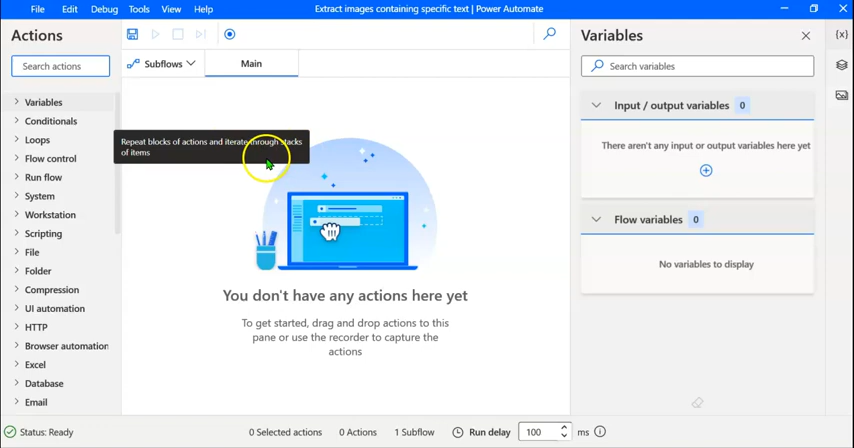 File Edit Debug Tools View Help
Extract images containing specific text | Power Automate
Actions
Search actions
Variables
Conditionals
Loops
Flow control
Run flow
System
Workstation
Scripting
File
Folder
Compression
UI automation
HTTP
Browser automation
Excel
Database
Email
Subflows
Main
Repeat blocks of actions and iterate through stacks
of items
You don't have any actions here yet
To get started, drag and drop actions to this
pane or use the recorder to capture the
actions
Variables
{x}
Search variables
Input / output variables 0
There aren't any input or output variables here yet
Flow variables 0
No variables to display
Status: Ready
0 Selected actions
0 Actions
1 Subflow
Run delay 100 ms